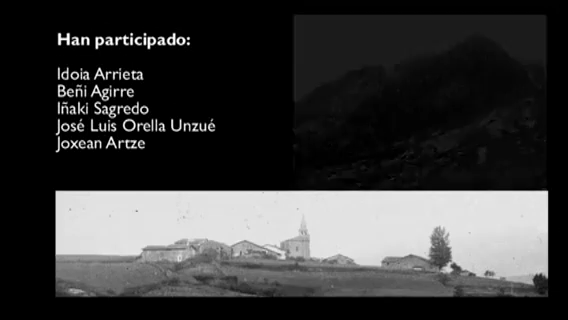 Han participado:
Idoia Arrieta
Beñi Agirre
Iñaki Sagredo
José Luis Orella Unzué
Joxean Artze